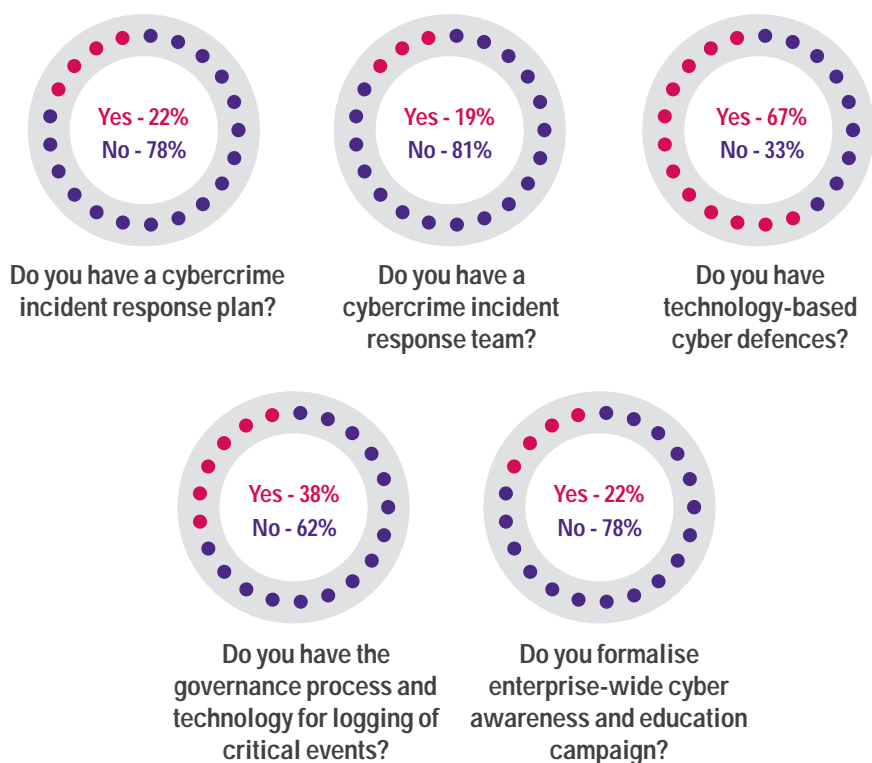 Yes - 22%
No - 78%
Do you have a cybercrime
incident response plan?
Yes - 19%
No - 81%
Do you have a
cybercrime incident
response team?
Yes - 67%
No - 33%
Do you have
technology-based
cyber defences?
Yes - 38%
No - 62%
Do you have the
governance process and
technology for logging of
critical events?
Yes - 22%
No - 78%
Do you formalise
enterprise-wide cyber
awareness and education
campaign?